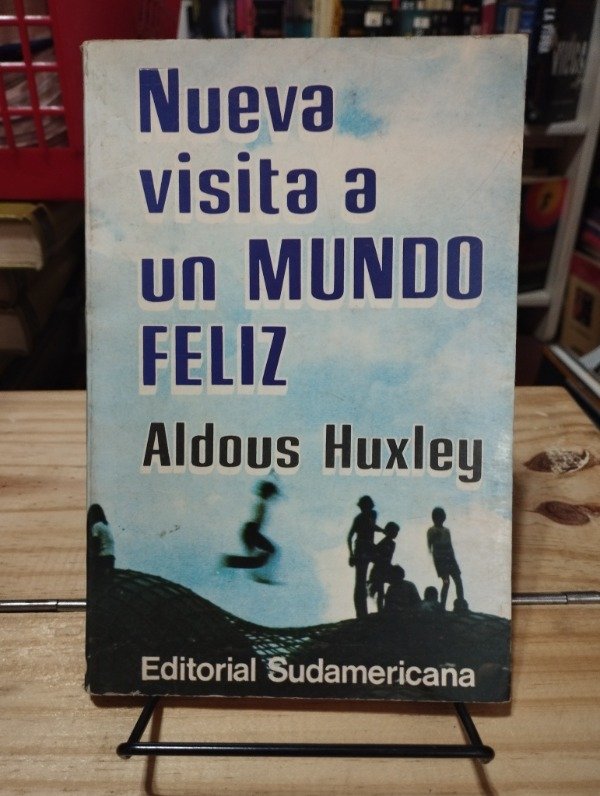 Nueva
visita a
un MUNDO
FELIZ
Aldous Huxley
Editorial Sudamericana